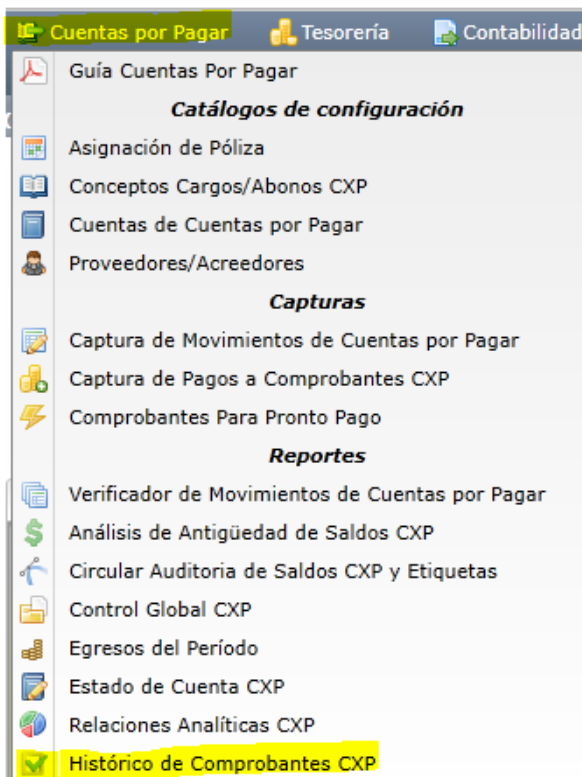 Cuentas por Pagar Tesorería Contabilidad
Guía Cuentas Por Pagar
Catálogos de configuración
Asignación de Póliza
Conceptos Cargos/Abonos CXP
Cuentas de Cuentas por Pagar
Proveedores/Acreedores
Capturas
Captura de Movimientos de Cuentas por Pagar
Captura de Pagos a Comprobantes CXP
Comprobantes Para Pronto Pago
Reportes
Verificador de Movimientos de Cuentas por Pagar
Análisis de Antigüedad de Saldos CXP
Circular Auditoria de Saldos CXP y Etiquetas
Control Global CXP
Egresos del Período
Estado de Cuenta CXP
Relaciones Analíticas CXP
Histórico de Comprobantes CXP